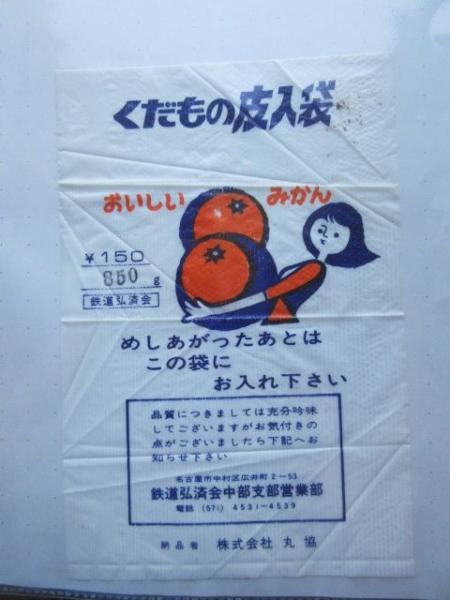 くだもの皮入袋
おいしい みかん
￥150
850g
鉄道弘済会
めしあがったあとは
この袋に
お入れ下さい
品質につきましては充分吟味
してございますがお気付きの
点がございましたら下記へお
知らせ下さい
名古屋市中村区広井町2－53
鉄道弘済会中部支部営業部
電話 (571) 4531－4539
納品者 株式会社 丸協